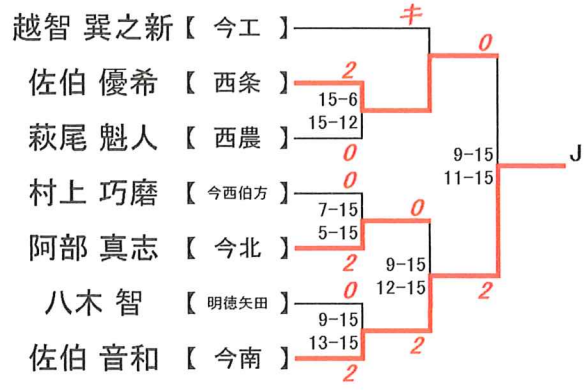 越智 巽之新 【 今工 】 キ
0
佐伯 優希 【 西条 】 2
15-6
15-12
萩尾 魁人 【 西農 】 0
9-15 J
11-15
村上 巧磨 【 今西伯方 】 0
7-15 0
5-15
阿部 真志 【 今北 】 2
9-15
12-15 2
八木 智 【 明徳矢田 】 0
9-15
13-15 2
佐伯 音和 【 今南 】 2